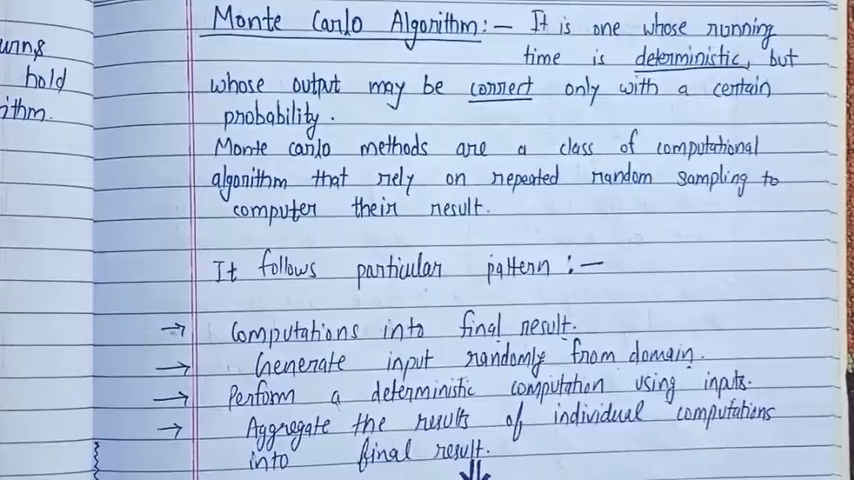 urns
hold
ithm.
Monte Carlo Algorithm:- It is one whose running
time is deterministic, but
whose output may be correct only with a certain
probability.
Monte carlo methods are a class of computational
algorithm that rely on repeated random sampling to
computer their result.
It follows particular pattern :-
→ Computations into final result.
→ Generate input randomly from domain.
→ Perform a deterministic computation using inputs.
→ Aggregate the results of individual computations
into final result.